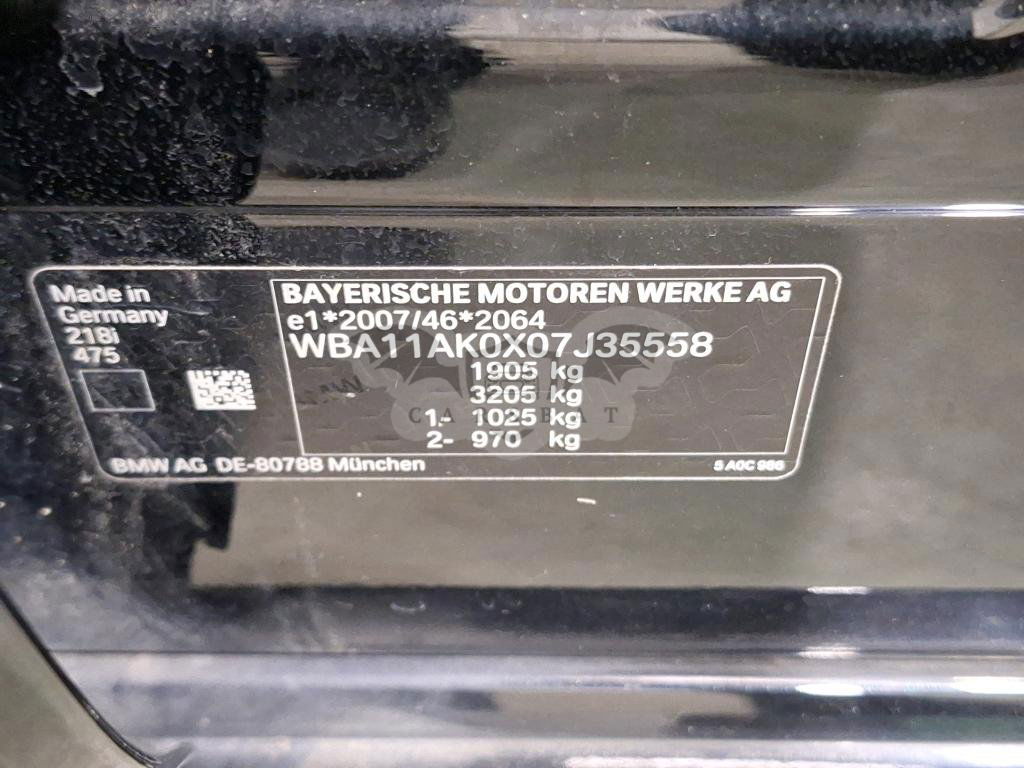 Made in
Germany
218i
475
BAYERISCHE MOTOREN WERKE AG
e1*2007/46*2064
WBA11AK0X07J35558
1905 kg
3205 kg
1.- 1025 kg
2- 970 kg
BMW AG DE-80788 München
5 A0C 986